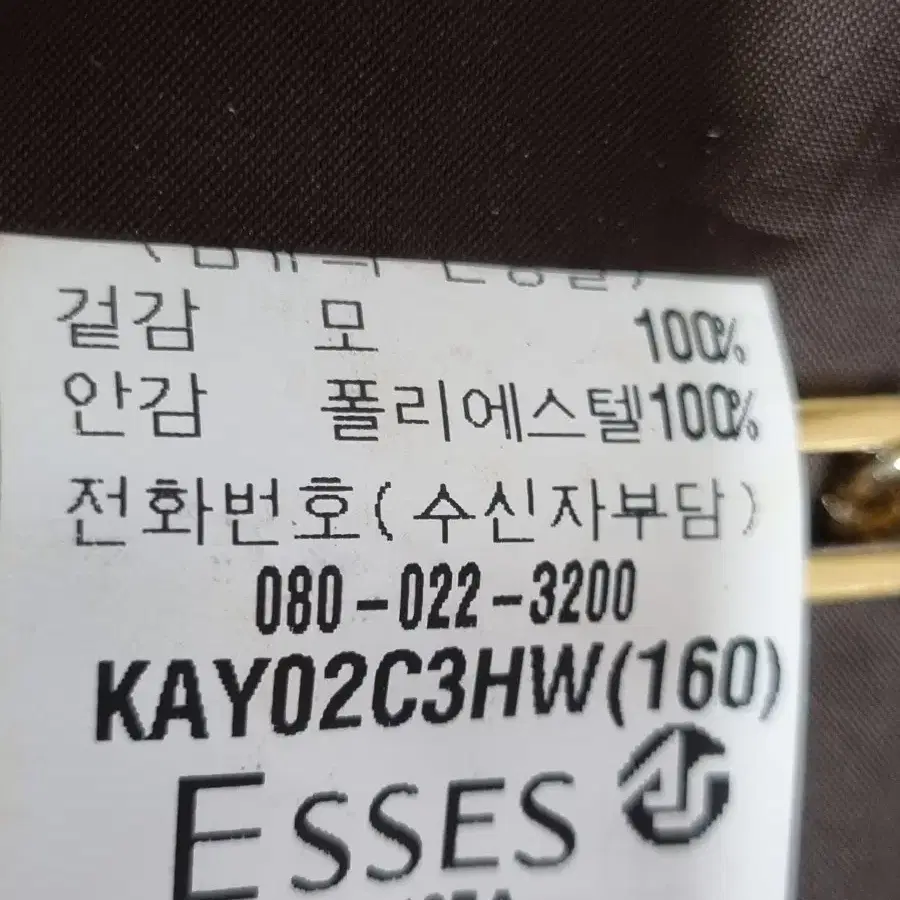 겉감 모 100%
안감 폴리에스텔100%
전화번호(수신자부담)
080-022-3200
KAY02C3HW(160)
ESSES